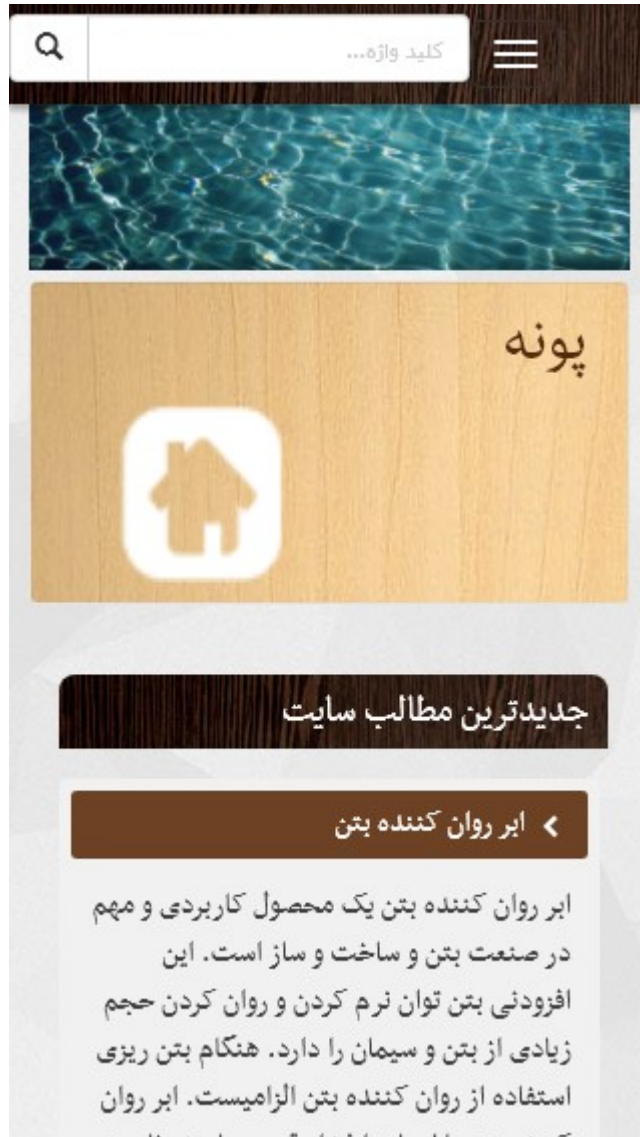 کلید واژه...
پونه
جدیدترین مطالب سایت
ابر روان کننده بتن
ابر روان کننده بتن یک محصول کاربردی و مهم
در صنعت بتن و ساخت و ساز است. این
افزودنی بتن توان نرم کردن و روان کردن حجم
زیادی از بتن و سیمان را دارد. هنگام بتن ریزی
استفاده از روان کننده بتن الزامیست. ابر روان